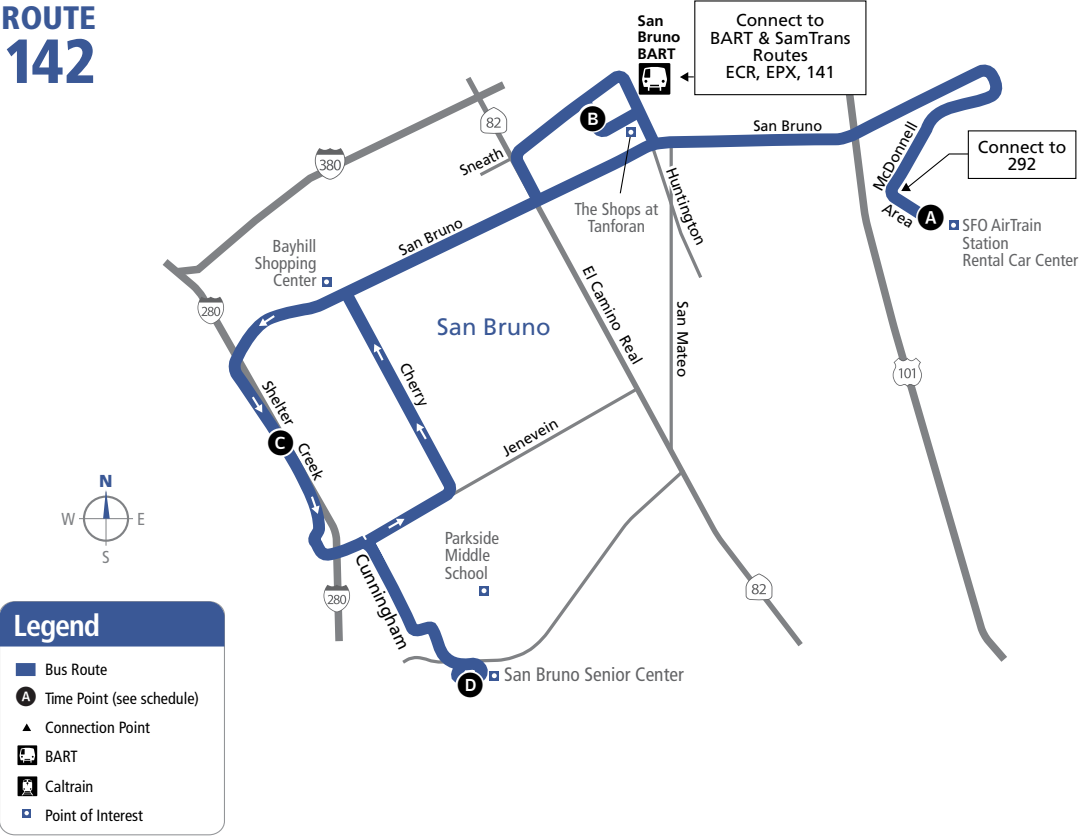 ROUTE
142
San
Bruno
BART
Connect to
BART & SamTrans
Routes
ECR, EPX, 141
82
B
Sneath
380
San Bruno
McDonnell
Connect to
292
Area
A
SFO AirTrain
Station
Rental Car Center
The Shops at
Tanforan
Huntington
San Bruno
Bayhill
Shopping
Center
280
San Bruno
El Camino Real
San Mateo
101
Shelter
Creek
C
Cherry
Jenevein
N
W
E
S
Parkside
Middle
School
Cunningham
280
82
D
San Bruno Senior Center
Legend
Bus Route
A Time Point (see schedule)
Connection Point
BART
Caltrain
Point of Interest